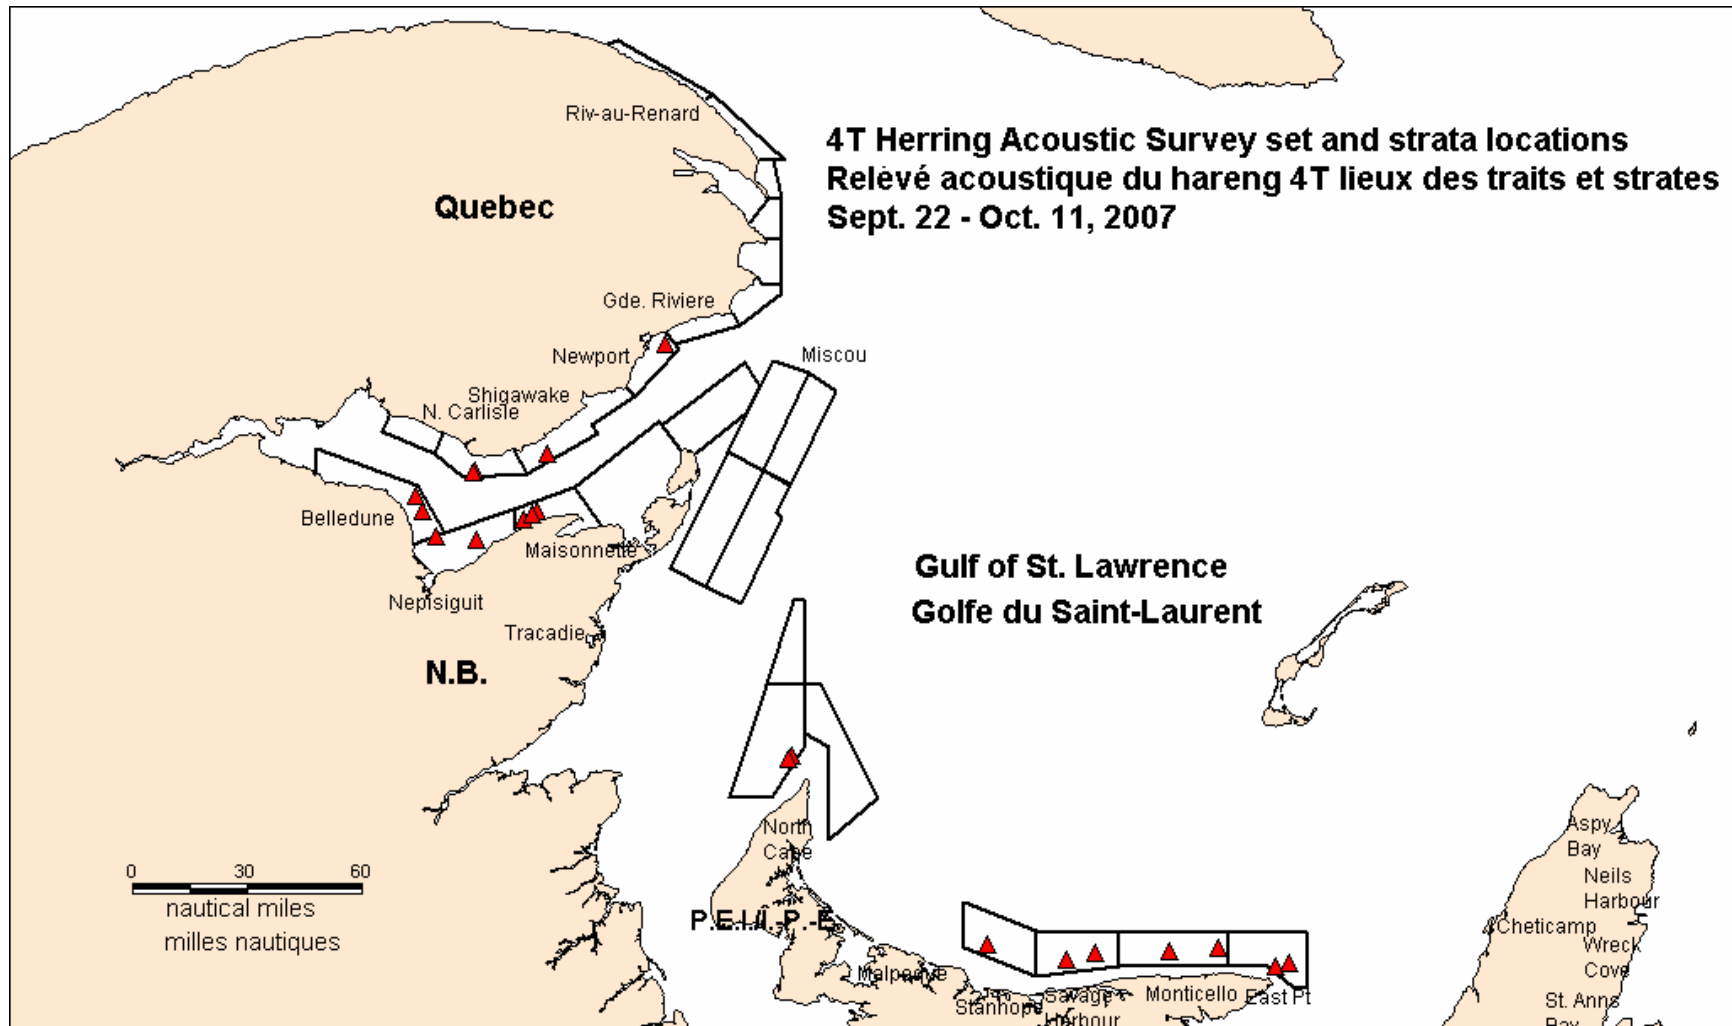 Riv-au-Renard
4T Herring Acoustic Survey set and strata locations
Relevé acoustique du hareng 4T lieux des traits et strates
Sept. 22 - Oct. 11, 2007
Quebec
Gde. Riviere
Newport
Miscou
Shigawake
N. Carlisle
Belledune
Maisonnette
Nepisiguit
Gulf of St. Lawrence
Golfe du Saint-Laurent
Tracadie
N.B.
North
Cape
0 30 60
nautical miles
milles nautiques
P.E.I./Î.-P.-É.
Aspy
Bay
Neils
Harbour
Cheticamp
Wreck
Cove
Malpeque
Stanhope
Savage
Harbour
Monticello
East Pt
St. Anns
Bay